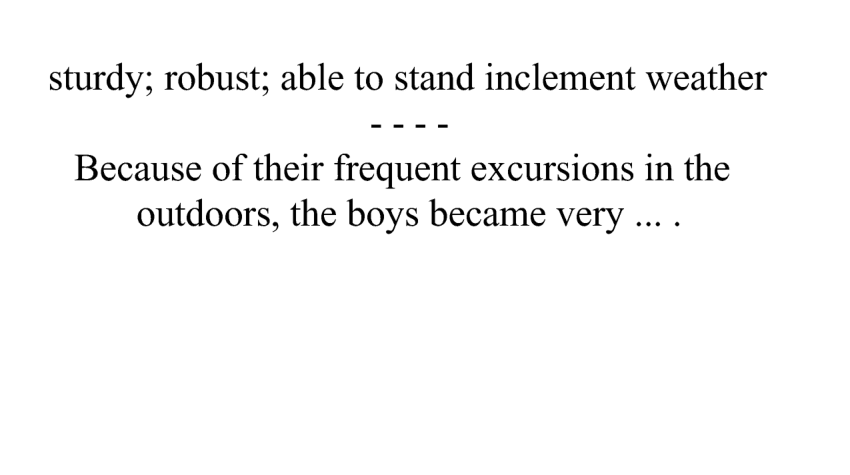 sturdy; robust; able to stand inclement weather
- - - -
Because of their frequent excursions in the
outdoors, the boys became very ... .